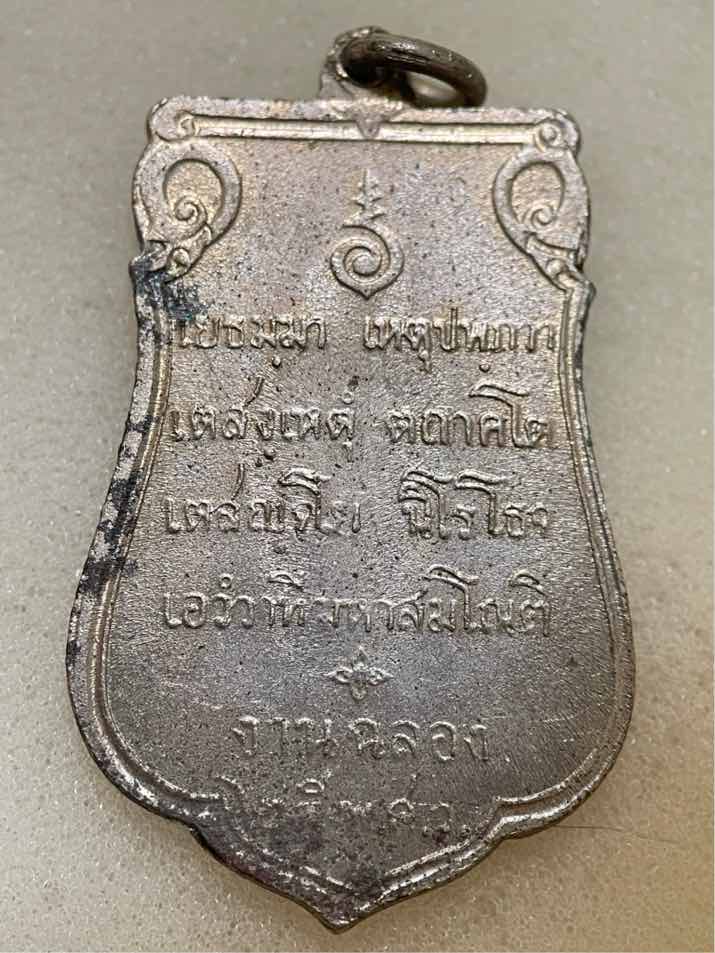 เยธมฺมา เหตุปฺพภวา
เตสํ เหตุํ ตถาคโต
เตสญฺจโย นิโรโธจ
เอวํวาที มหาสมโณติ
งานฉลอง